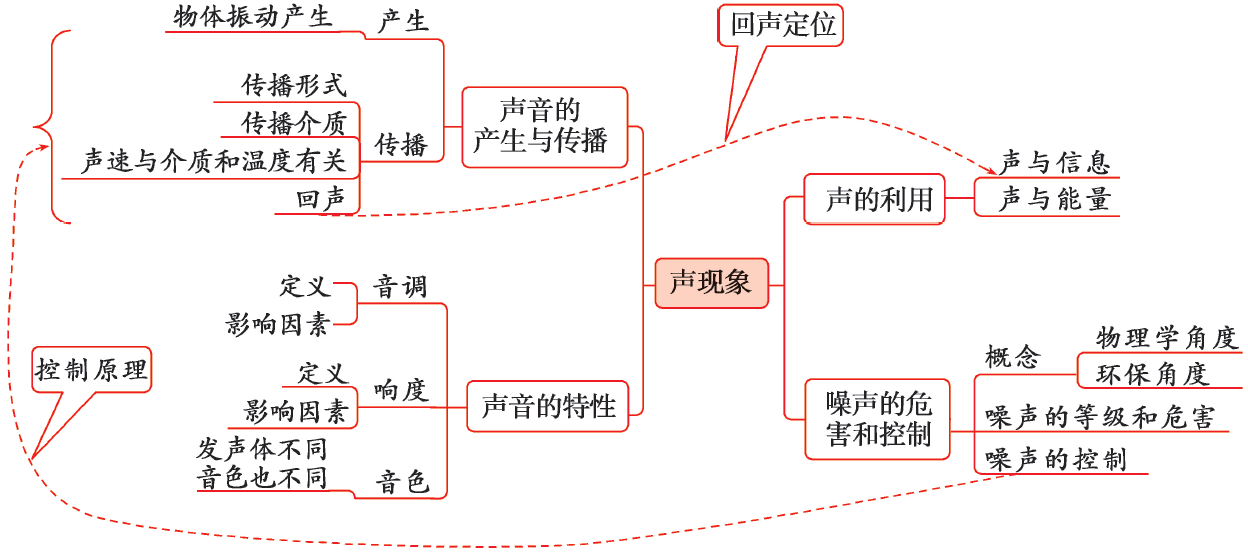 物体振动产生
产生
回声定位
传播形式
传播介质
声速与介质和温度有关
回声
传播
声音的
产生与传播
声与信息
声与能量
声的利用
声现象
定义
影响因素
音调
控制原理
定义
影响因素
响度
声音的特性
发声体不同
音色也不同
音色
噪声的危
害和控制
概念
物理学角度
环保角度
噪声的等级和危害
噪声的控制